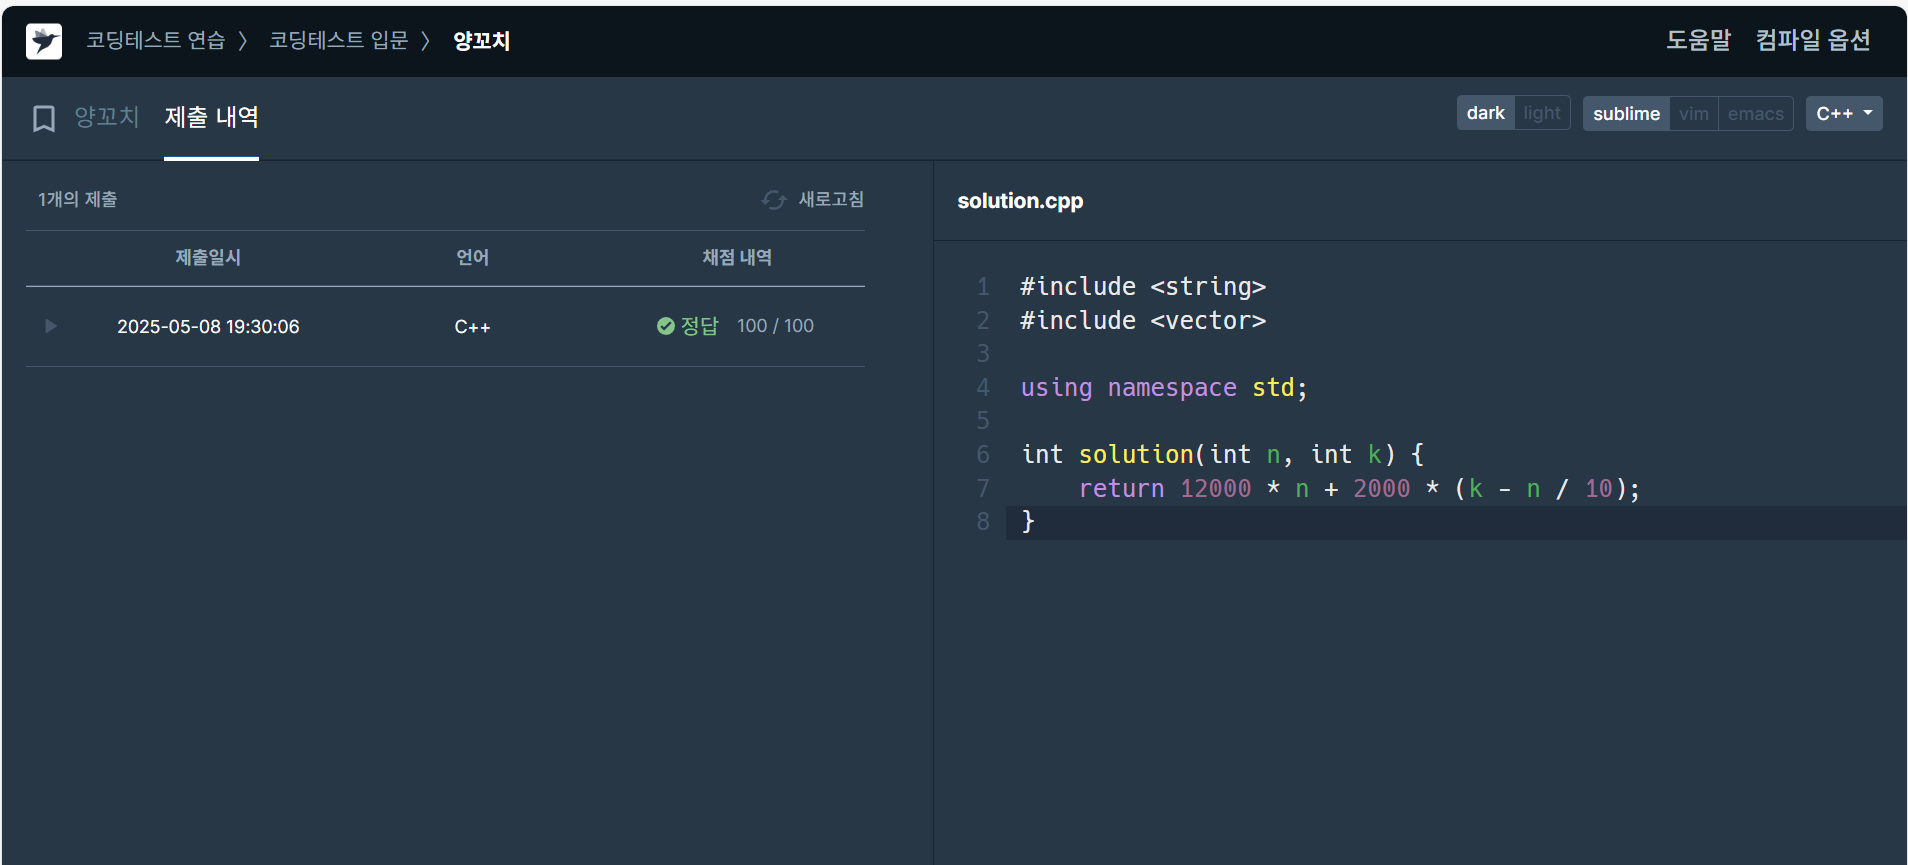 코딩테스트 연습 〉 코딩테스트 입문 〉 양꼬치
도움말 컴파일 옵션
양꼬치 제출 내역
dark light sublime vim emacs C++
1개의 제출 새로고침
제출일시 언어 채점 내역
2025-05-08 19:30:06 C++ 정답 100 / 100
solution.cpp
1 #include <string>
2 #include <vector>
3
4 using namespace std;
5
6 int solution(int n, int k) {
7     return 12000 * n + 2000 * (k - n / 10);
8 }